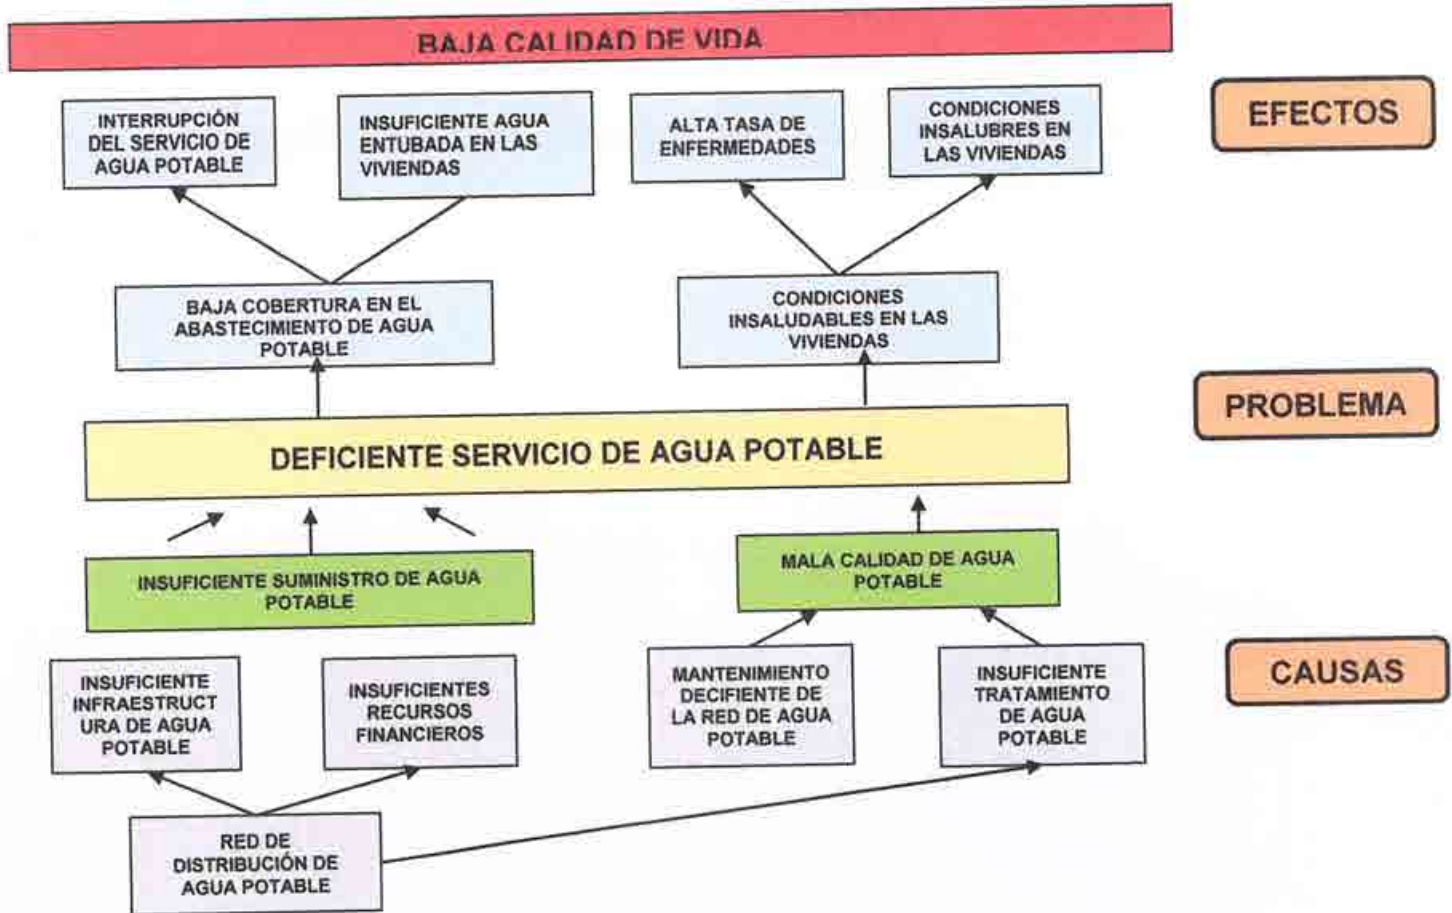 BAJA CALIDAD DE VIDA
INTERRUPCIÓN
DEL SERVICIO DE
AGUA POTABLE
INSUFICIENTE AGUA
ENTUBADA EN LAS
VIVIENDAS
ALTA TASA DE
ENFERMEDADES
CONDICIONES
INSALUBRES EN
LAS VIVIENDAS
EFECTOS
BAJA COBERTURA EN EL
ABASTECIMIENTO DE AGUA
POTABLE
CONDICIONES
INSALUDABLES EN LAS
VIVIENDAS
PROBLEMA
DEFICIENTE SERVICIO DE AGUA POTABLE
INSUFICIENTE SUMINISTRO DE AGUA
POTABLE
MALA CALIDAD DE AGUA
POTABLE
INSUFICIENTE
INFRAESTRUCT
URA DE AGUA
POTABLE
INSUFICIENTES
RECURSOS
FINANCIEROS
MANTENIMIENTO
DECIFIENTE DE
LA RED DE AGUA
POTABLE
INSUFICIENTE
TRATAMIENTO
DE AGUA
POTABLE
CAUSAS
RED DE
DISTRIBUCIÓN DE
AGUA POTABLE